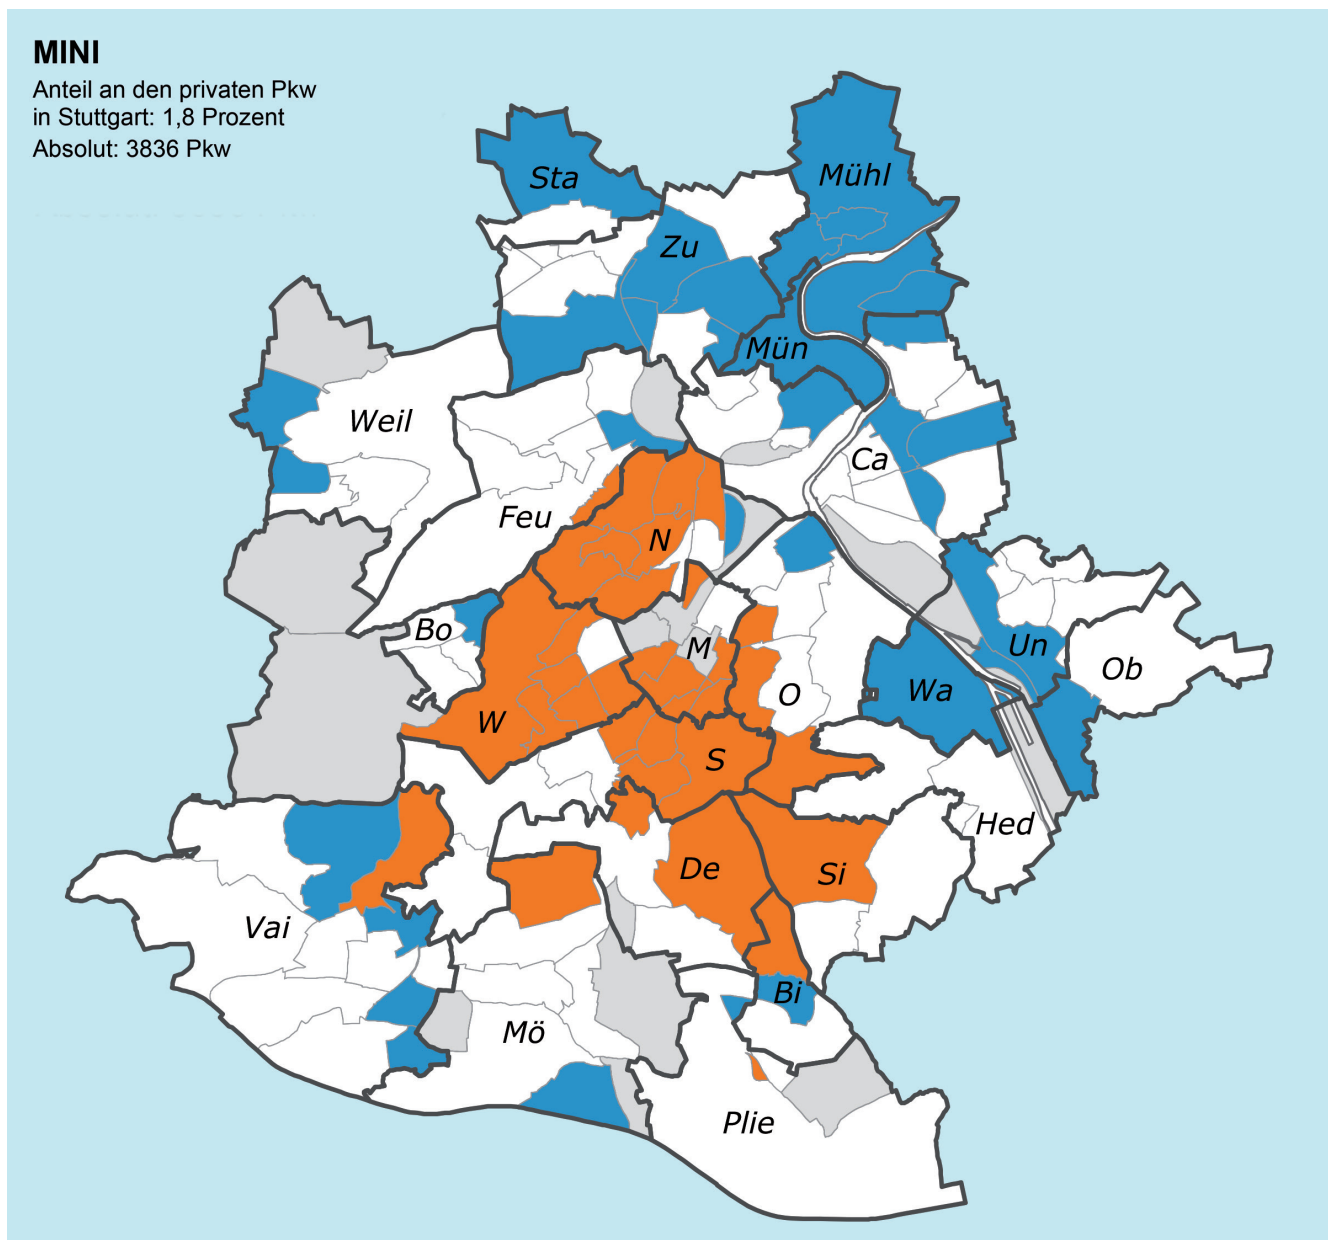 MINI
Anteil an den privaten Pkw
in Stuttgart: 1,8 Prozent
Absolut: 3836 Pkw
Sta
Mühl
Zu
Mün
Weil
Ca
Feu
N
Bo
M
Un
Ob
W
O
Wa
S
Hed
De
Si
Vai
Bi
Mö
Plie